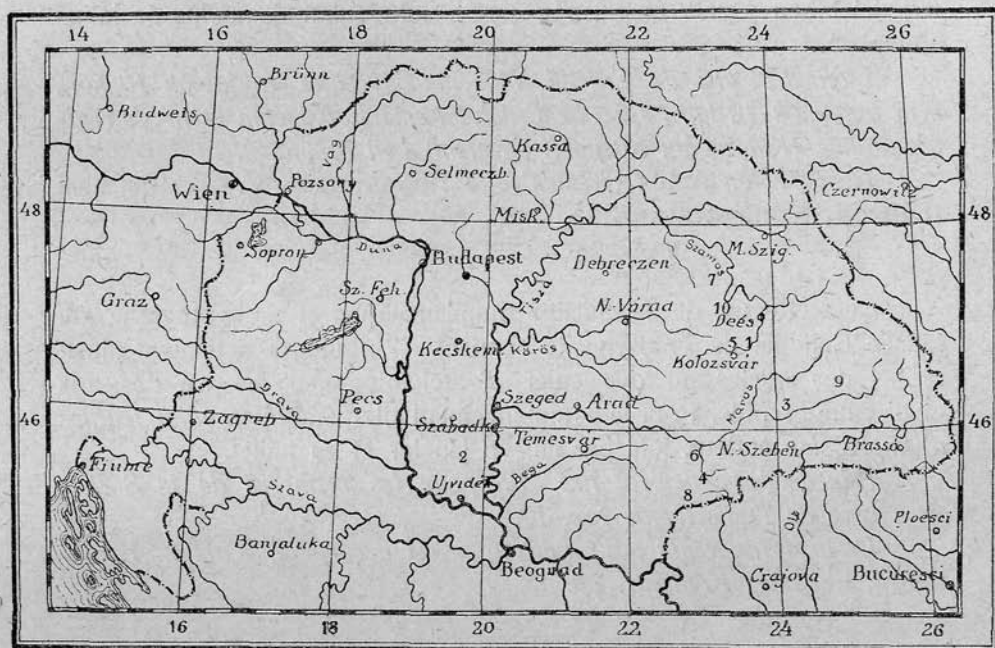 14 16 18 20 22 24 26
Brünn
Budweis
Vag
Kassa
Selmeczb.
Wien
Pozsony
Czernowitz
48
Misk.
48
Duna
Sopron
Szamos
M. Szig.
Budapest
Debreczen
7
Tisza
Sz. Feh.
Graz
N. Várad
10
Deés
5 1
Kecskem.
Körös
Kolozsvár
9
Maros
Drava
Pecs
Szeged
Arad
3
46
Zagreb
Szabadka
Temesvár
46
2
6
N. Szeben
Brassó
Fiume
Bega
4
Ujvidek
8
Szava
Olt
Ploesci
Banjaluka
Beograd
Crajova
Bucuresci
16 18 20 22 24 26